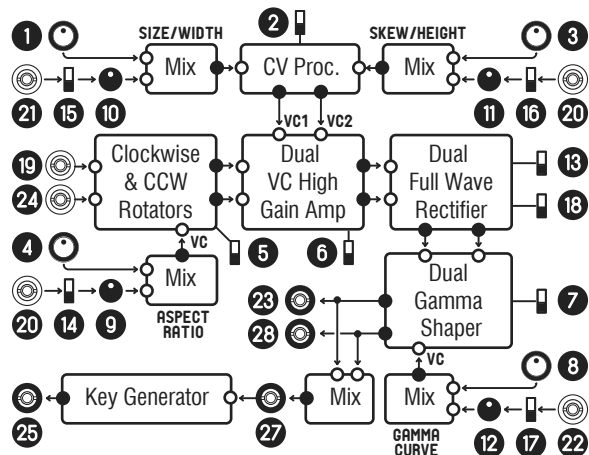 SIZE/WIDTH
2
SKEW/HEIGHT
1
3
Mix
CV Proc.
Mix
21
15
10
11
16
20
VC1
VC2
19
24
Clockwise
& CCW
Rotators
Dual
VC High
Gain Amp
Dual
Full Wave
Rectifier
13
18
4
VC
5
6
Mix
20
14
9
ASPECT
RATIO
23
28
Dual
Gamma
Shaper
7
VC
8
Key Generator
Mix
Mix
25
27
GAMMA
CURVE
12
17
22